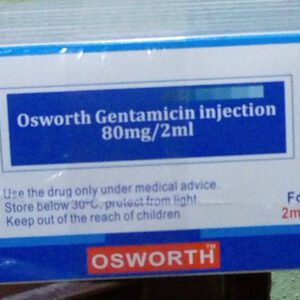 Osworth Gentamicin injection
80mg/2ml
Use the drug only under medical advice.
Store below 30°C, protect from light
Keep out of the reach of children
Fo
2m
OSWORTH™